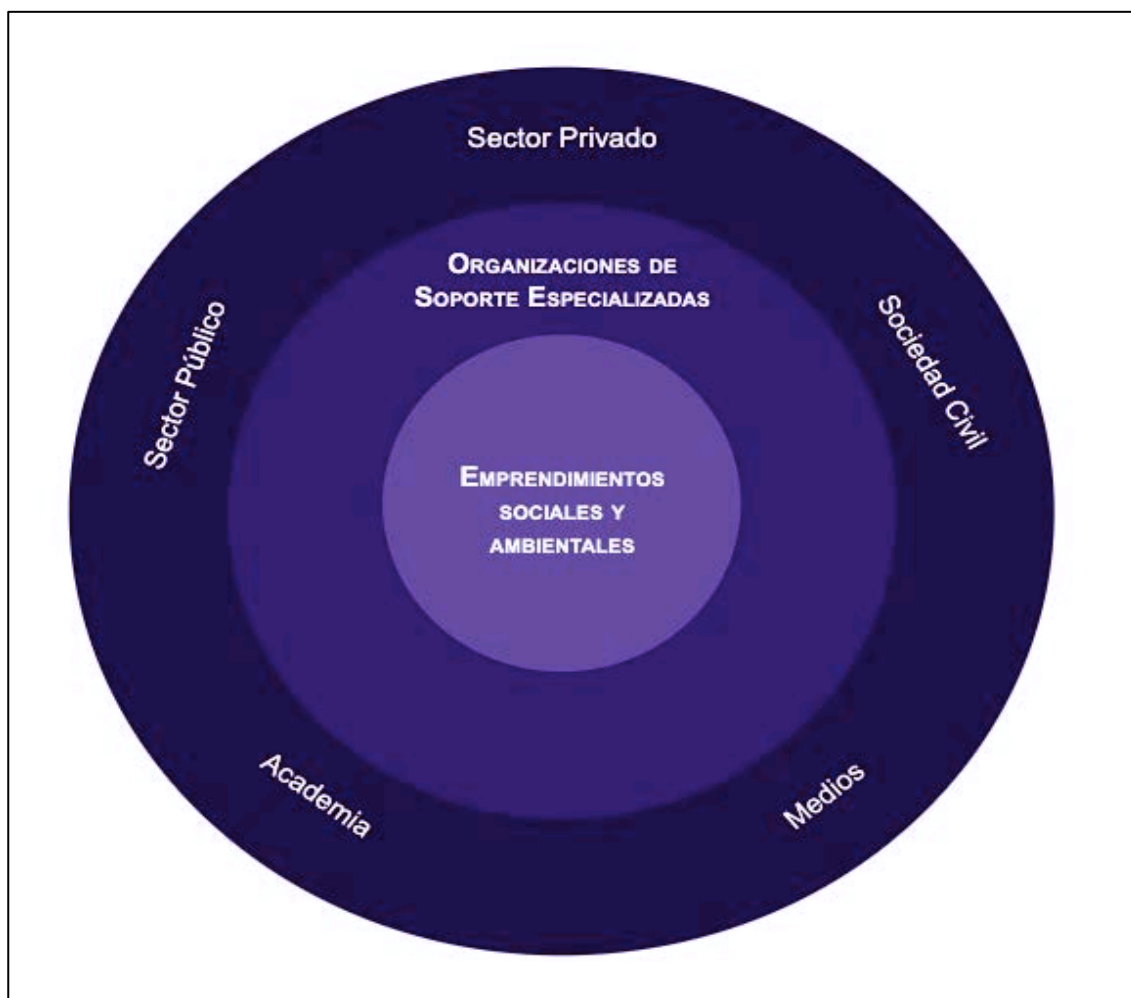 Sector Privado
ORGANIZACIONES DE
SOPORTE ESPECIALIZADAS
Sector Público
Sociedad Civil
EMPRENDIMIENTOS
SOCIALES Y
AMBIENTALES
Academia
Medios